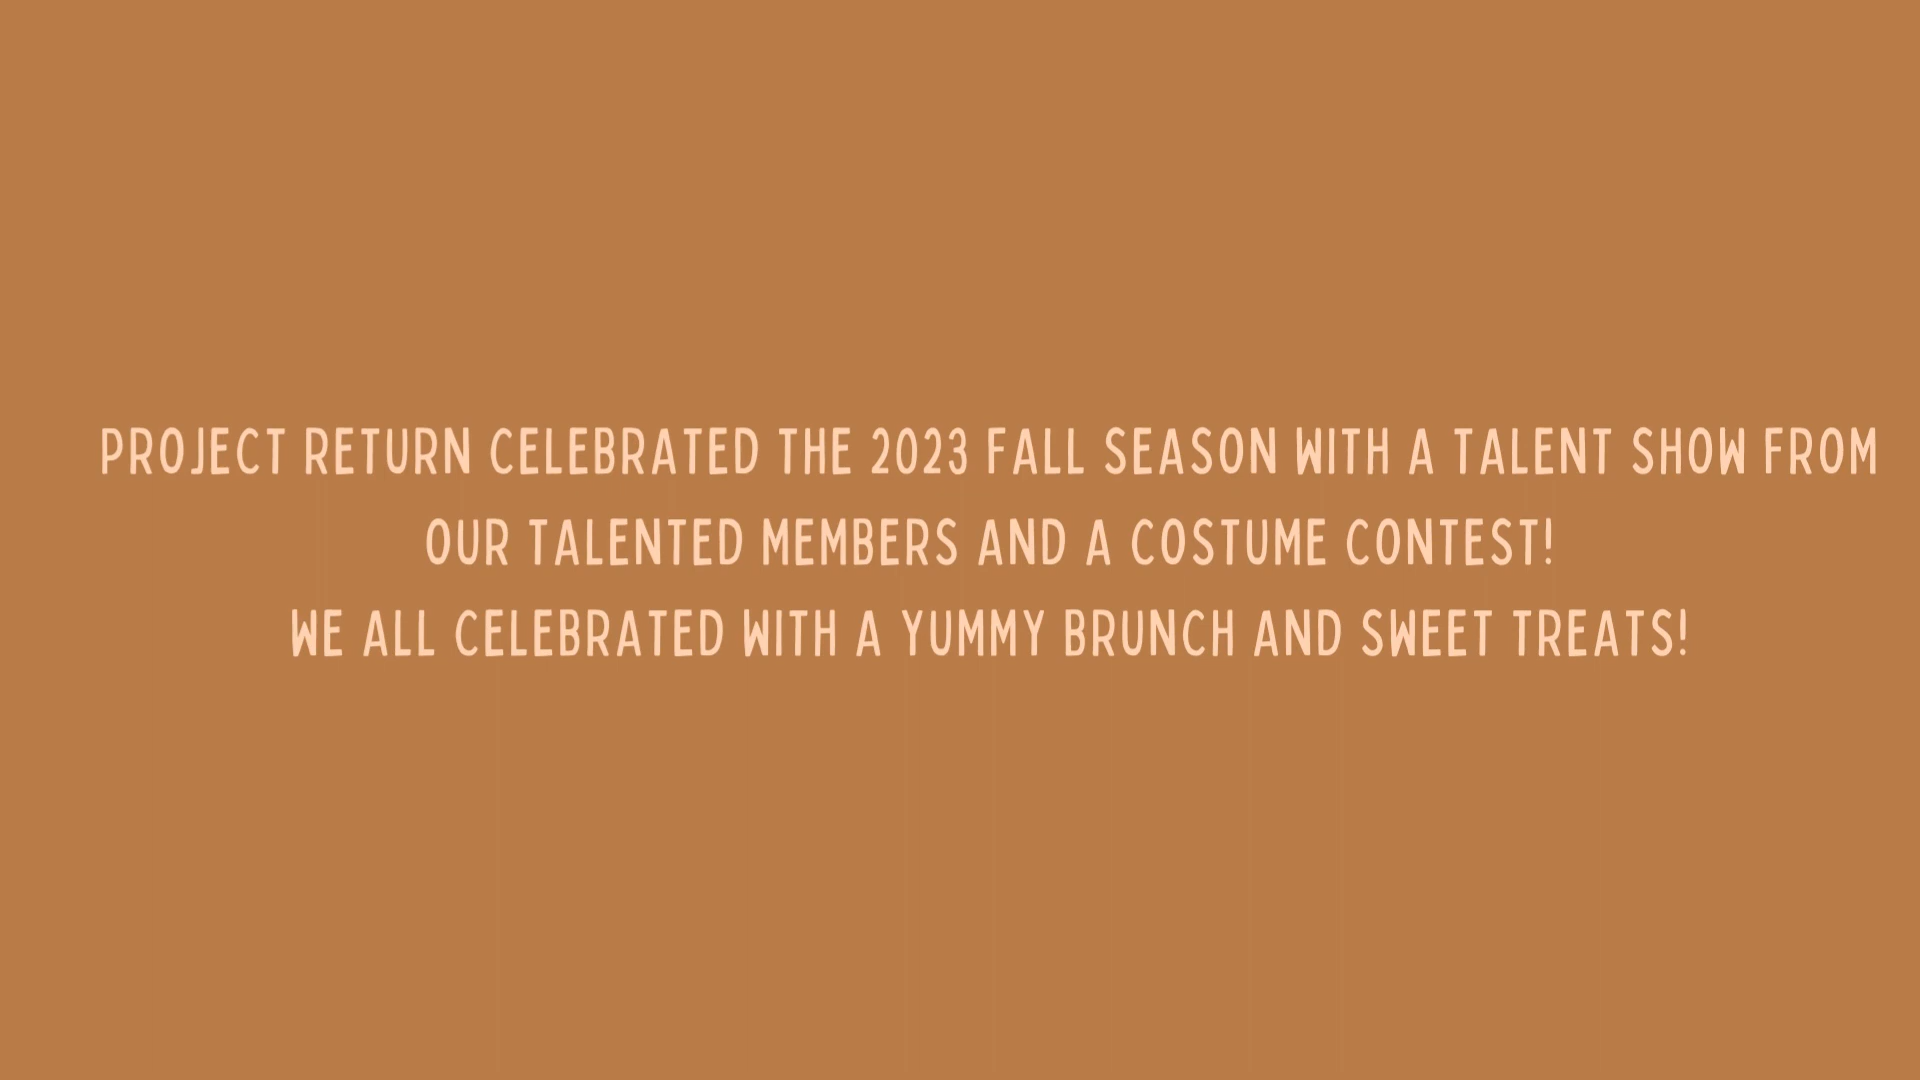 PROJECT RETURN CELEBRATED THE 2023 FALL SEASON WITH A TALENT SHOW FROM
OUR TALENTED MEMBERS AND A COSTUME CONTEST!
WE ALL CELEBRATED WITH A YUMMY BRUNCH AND SWEET TREATS!